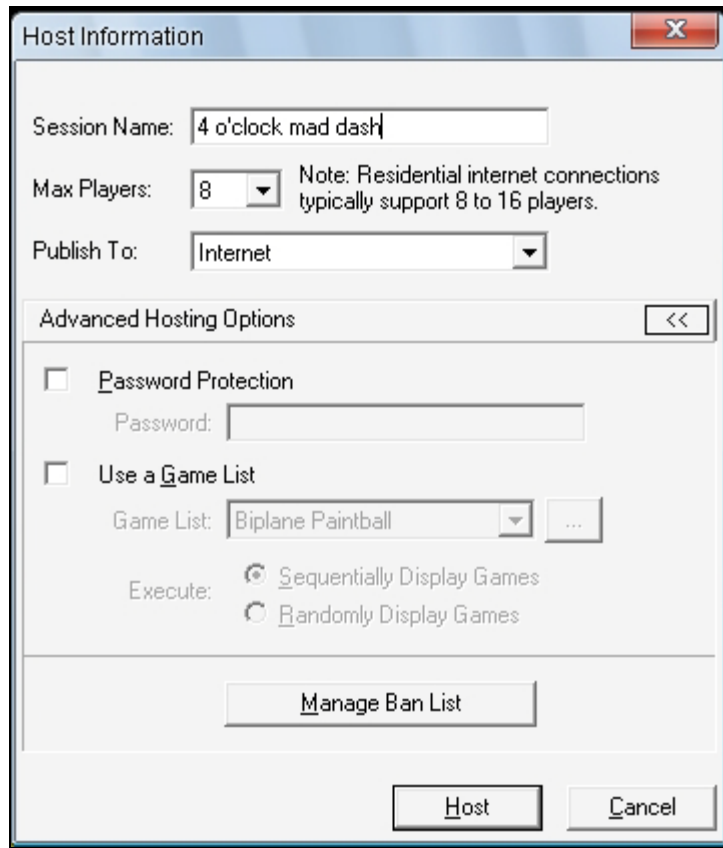 Host Information
Session Name: 4 o'clock mad dash
Max Players: 8 Note: Residential internet connections
typically support 8 to 16 players.
Publish To: Internet
Advanced Hosting Options <<
Password Protection
Password:
Use a Game List
Game List: Biplane Paintball ...
Execute: Sequentially Display Games
Randomly Display Games
Manage Ban List
Host Cancel